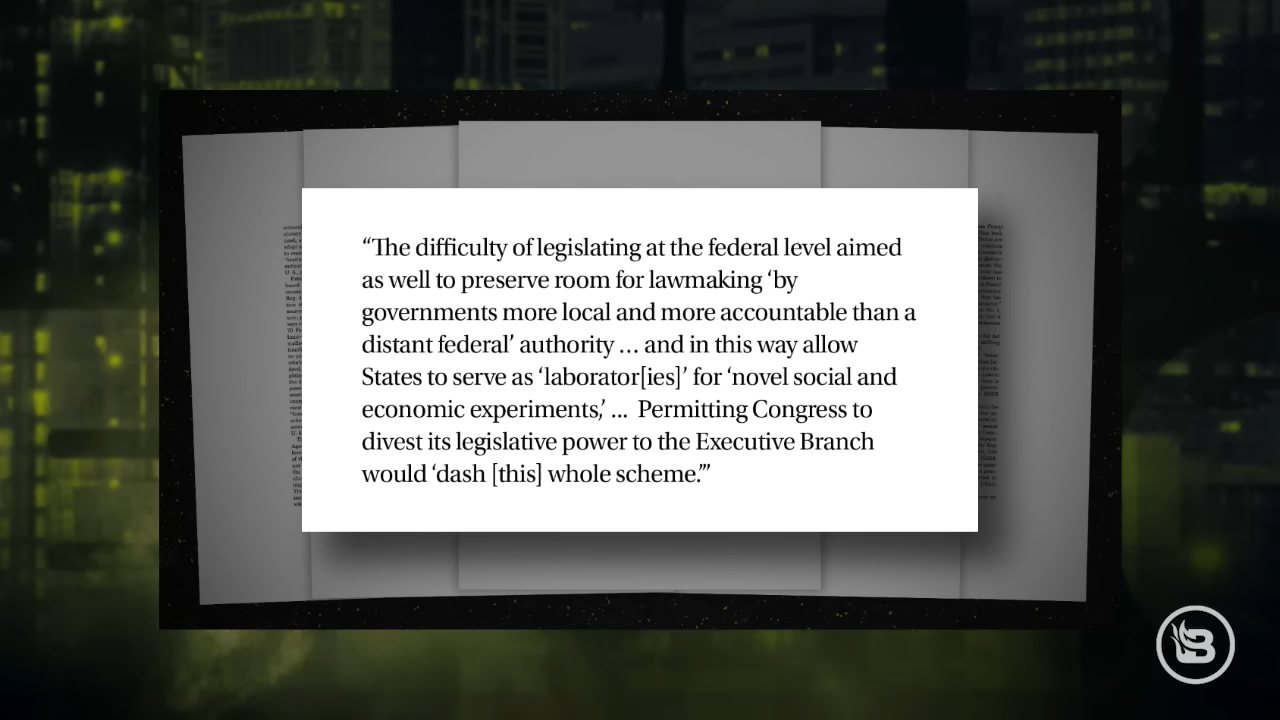 “The difficulty of legislating at the federal level aimed
as well to preserve room for lawmaking ‘by
governments more local and more accountable than a
distant federal’ authority … and in this way allow
States to serve as ‘laborator[ies]’ for ‘novel social and
economic experiments,’ ... Permitting Congress to
divest its legislative power to the Executive Branch
would ‘dash [this] whole scheme.’”
B